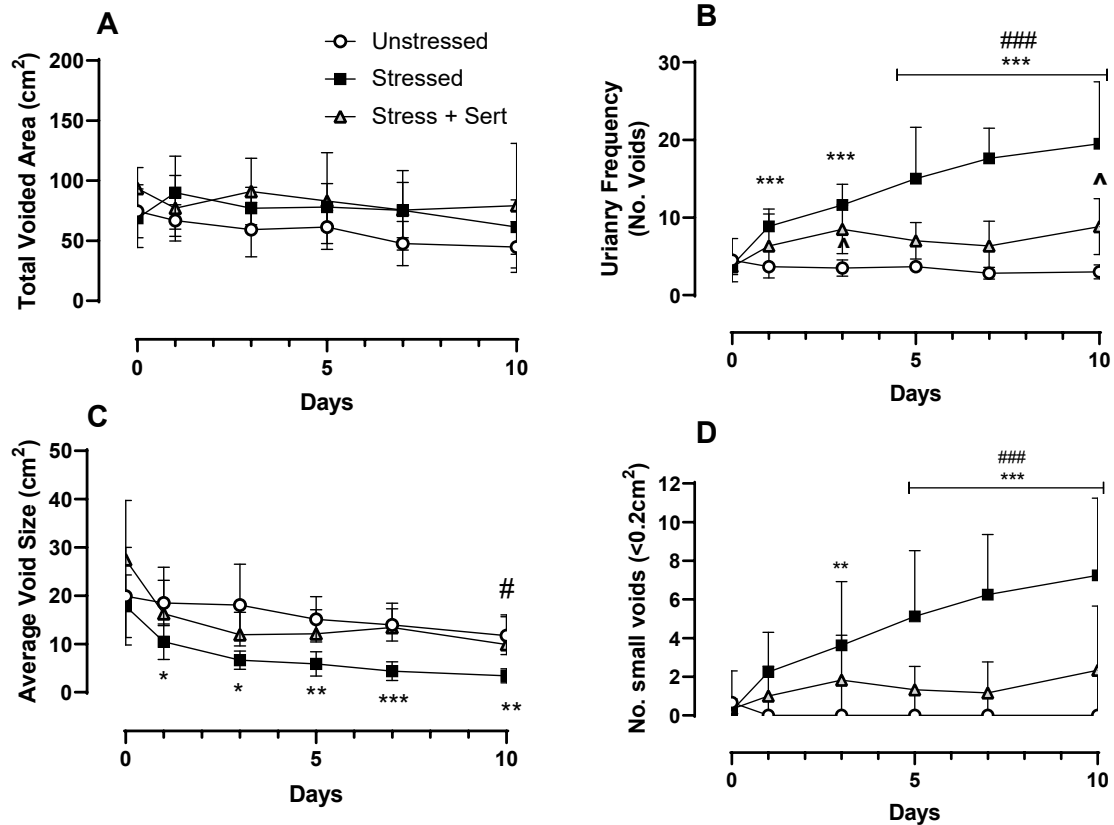 A
Unstressed
Stressed
Stress + Sert
Total Voided Area (cm²)
200
150
100
50
0
0 5 10
Days
B
###
***
*** ***
^
^
Urianry Frequency
(No. Voids)
30
20
10
0
0 5 10
Days
C
Average Void Size (cm²)
50
40
30
20
10
0
#
* * ** *** **
0 5 10
Days
D
###
***
**
No. small voids (<0.2cm²)
12
10
8
6
4
2
0
0 5 10
Days